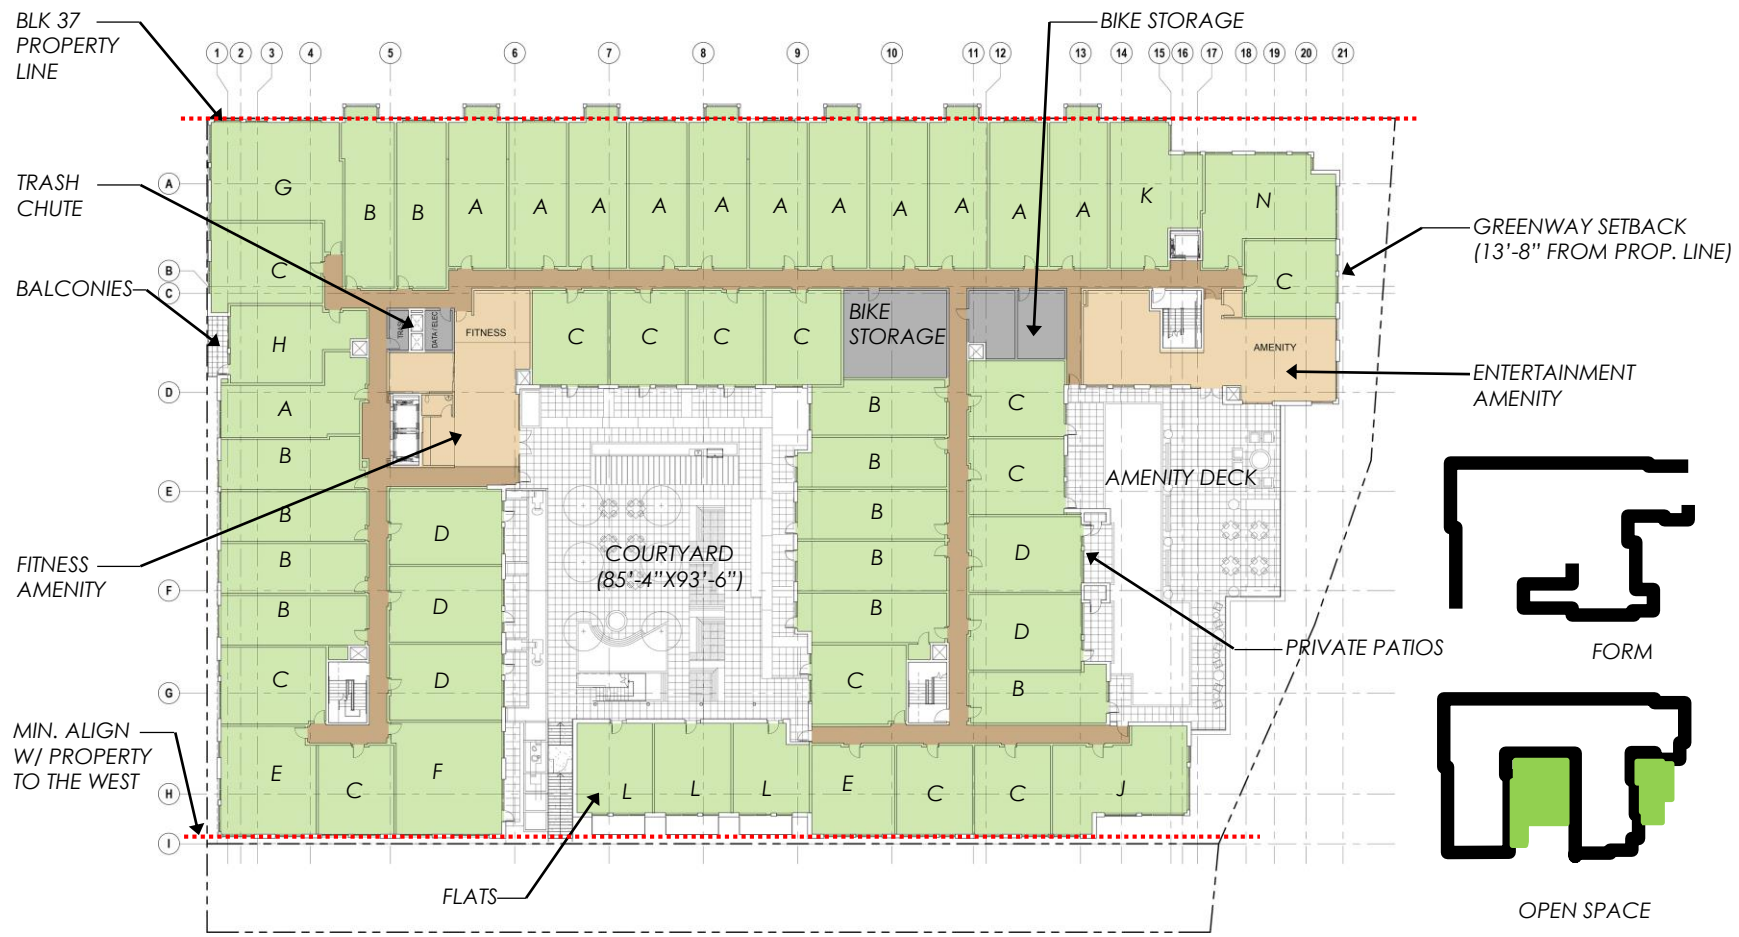 BLK 37
PROPERTY
LINE
BIKE STORAGE
1 2 3 4 5 6 7 8 9 10 11 12 13 14 15 16 17 18 19 20 21
TRASH
CHUTE
A
G
B B A A A A A A A A A A A K N
GREENWAY SETBACK
(13'-8" FROM PROP. LINE)
B
C
C
C
BALCONIES
H
TRASH
DATA / ELEC
FITNESS
C C C C
BIKE
STORAGE
AMENITY
ENTERTAINMENT
AMENITY
D
A
B
C
B
B
C
AMENITY DECK
E
B
D
B
FITNESS
AMENITY
COURTYARD
(85'-4"X93'-6")
B
B
D
F
B
D
B
D
PRIVATE PATIOS
FORM
G
C
D
C
B
MIN. ALIGN
W/ PROPERTY
TO THE WEST
E
C
F
H
L L L
E
C
C
J
I
FLATS
OPEN SPACE